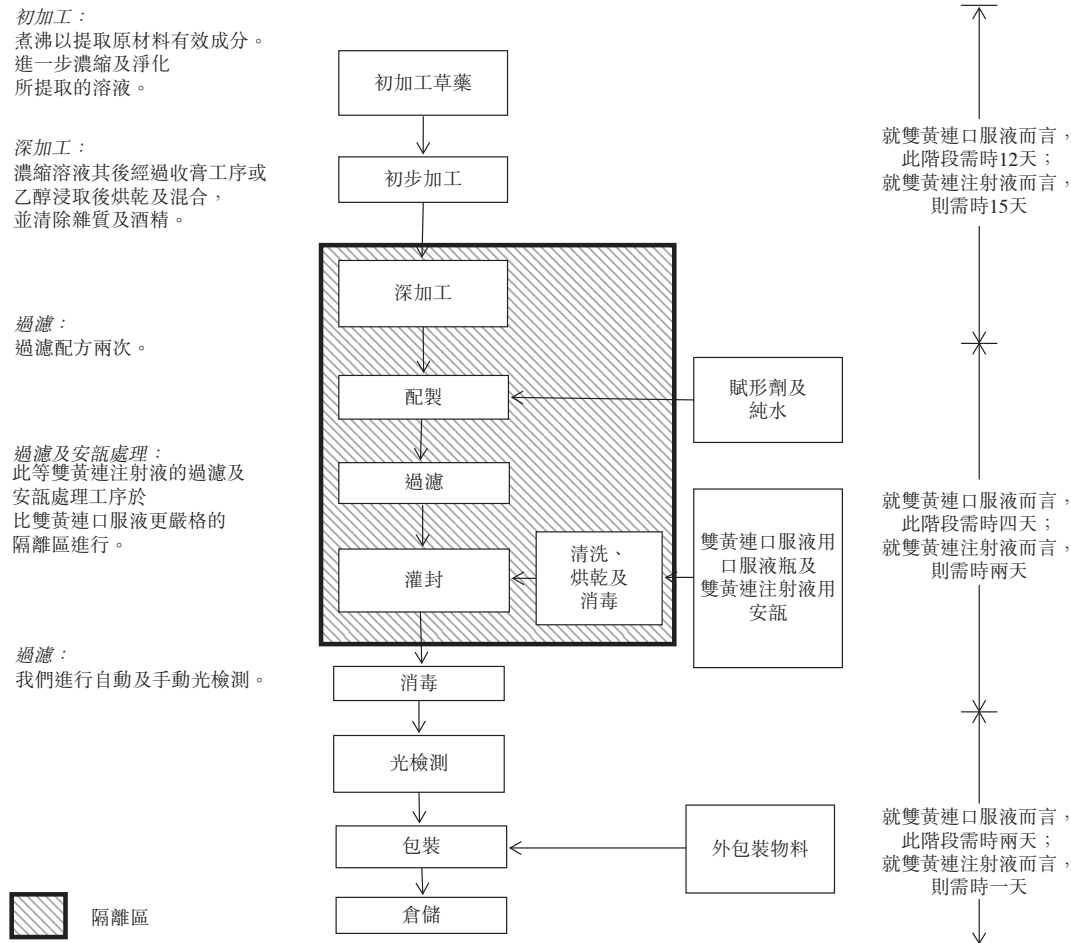 初加工：
煮沸以提取原材料有效成分。
進一步濃縮及淨化
所提取的溶液。
深加工：
濃縮溶液其後經過收膏工序或
乙醇浸取後烘乾及混合，
並清除雜質及酒精。
過濾：
過濾配方兩次。
過濾及安瓿處理：
此等雙黃連注射液的過濾及
安瓿處理工序於
比雙黃連口服液更嚴格的
隔離區進行。
過濾：
我們進行自動及手動光檢測。
初加工草藥
初步加工
深加工
配製
過濾
灌封
清洗、
烘乾及
消毒
消毒
光檢測
包裝
倉儲
賦形劑及
純水
雙黃連口服液用
口服液瓶及
雙黃連注射液用
安瓿
外包裝物料
就雙黃連口服液而言，
此階段需時12天；
就雙黃連注射液而言，
則需時15天
就雙黃連口服液而言，
此階段需時四天；
就雙黃連注射液而言，
則需時兩天
就雙黃連口服液而言，
此階段需時兩天；
就雙黃連注射液而言，
則需時一天
隔離區